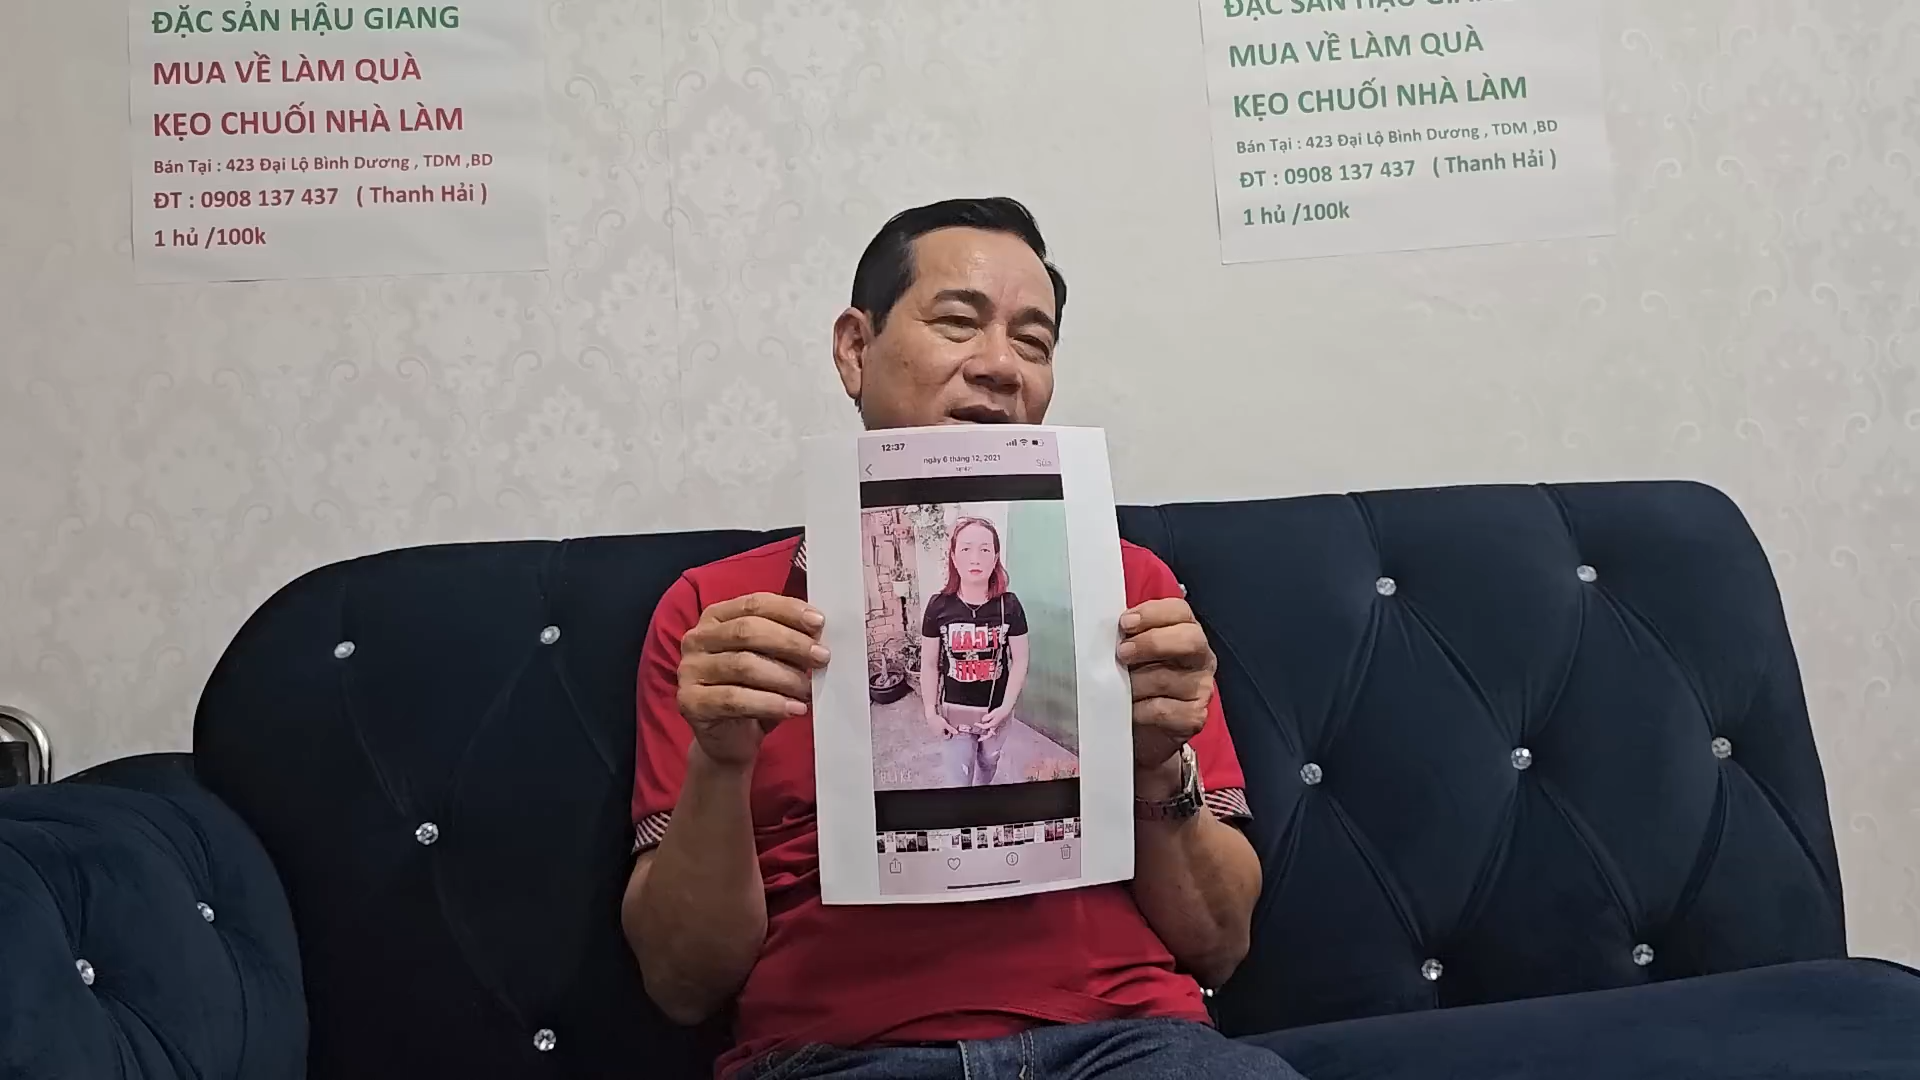 ĐẶC SẢN HẬU GIANG
MUA VỀ LÀM QUÀ
KẸO CHUỐI NHÀ LÀM
Bán Tại : 423 Đại Lộ Bình Dương , TDM ,BD
ĐT : 0908 137 437 ( Thanh Hải )
1 hủ /100k
ĐẶC SẢN HẬU
MUA VỀ LÀM QUÀ
KẸO CHUỐI NHÀ LÀM
Bán Tại : 423 Đại Lộ Bình Dương , TDM ,BD
ĐT : 0908 137 437 ( Thanh Hải )
1 hủ /100k
12:37
ngày 6 tháng 12, 2021
Sửa